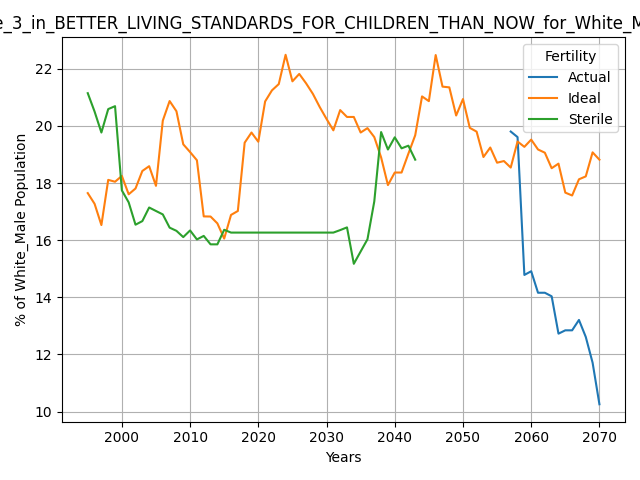 e_3_in_BETTER_LIVING_STANDARDS_FOR_CHILDREN_THAN_NOW_for_White_M
Fertility
Actual
Ideal
Sterile
% of White_Male Population
22
20
18
16
14
12
10
2000 2010 2020 2030 2040 2050 2060 2070
Years